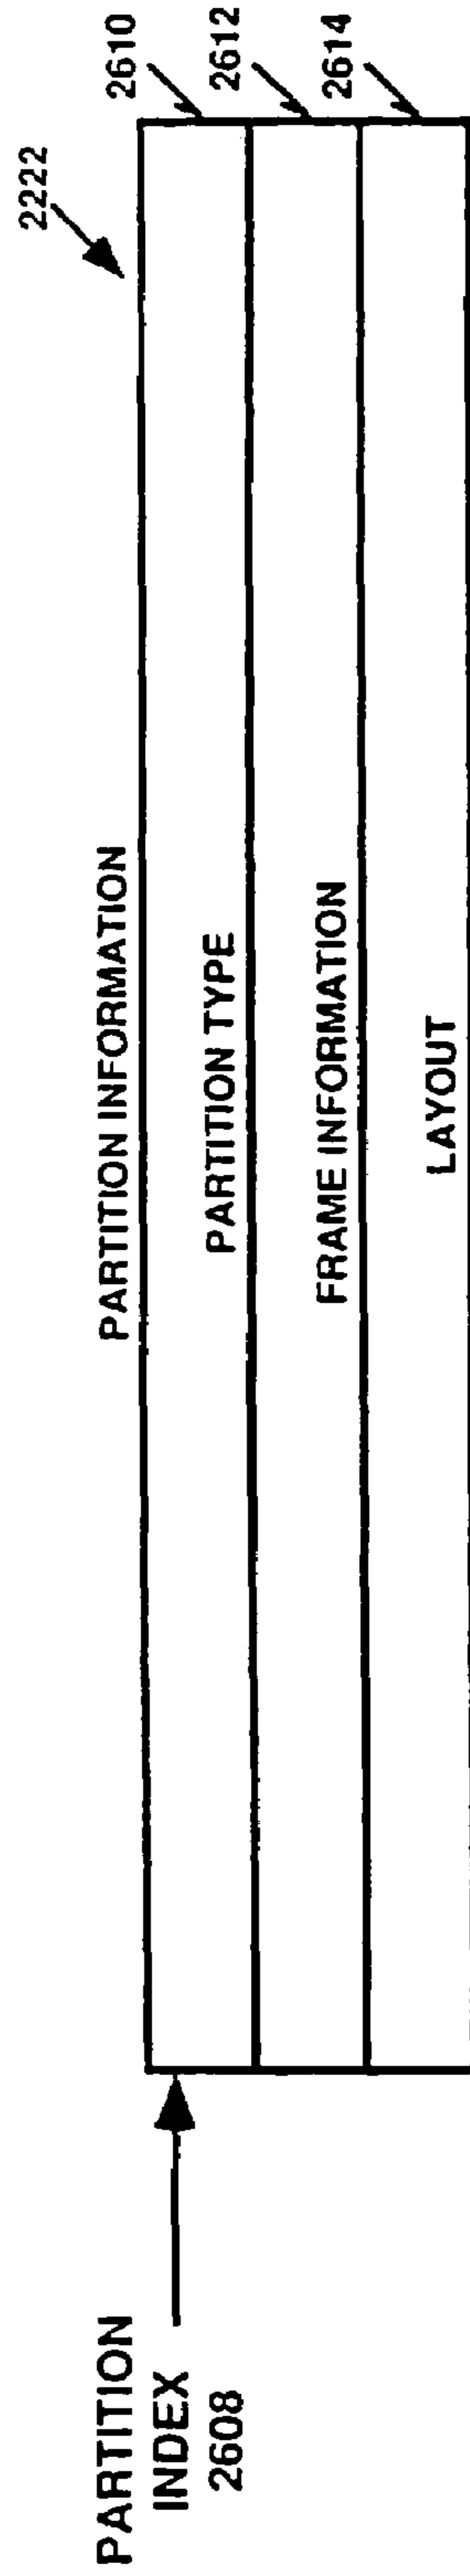 2222
PARTITION INFORMATION
PARTITION
INDEX
2608
PARTITION TYPE
2610
FRAME INFORMATION
2612
LAYOUT
2614